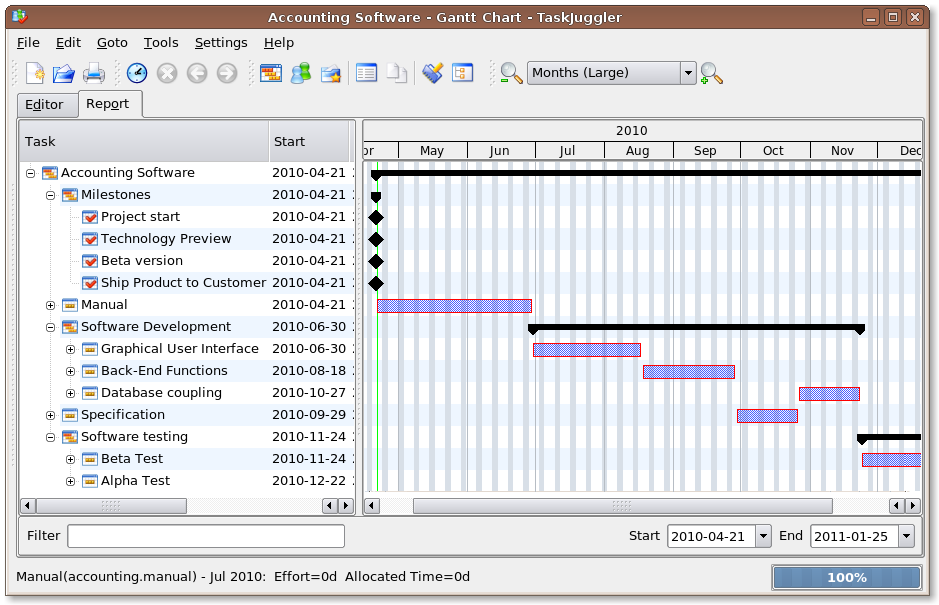 Accounting Software - Gantt Chart - TaskJuggler
File Edit Goto Tools Settings Help
Months (Large)
Editor Report
Task Start 2010
May Jun Jul Aug Sep Oct Nov Dec
Accounting Software 2010-04-21
Milestones 2010-04-21
Project start 2010-04-21
Technology Preview 2010-04-21
Beta version 2010-04-21
Ship Product to Customer 2010-04-21
Manual 2010-04-21
Software Development 2010-06-30
Graphical User Interface 2010-06-30
Back-End Functions 2010-08-18
Database coupling 2010-10-27
Specification 2010-09-29
Software testing 2010-11-24
Beta Test 2010-11-24
Alpha Test 2010-12-22
Filter Start 2010-04-21 End 2011-01-25
Manual(accounting.manual) - Jul 2010: Effort=0d Allocated Time=0d 100%